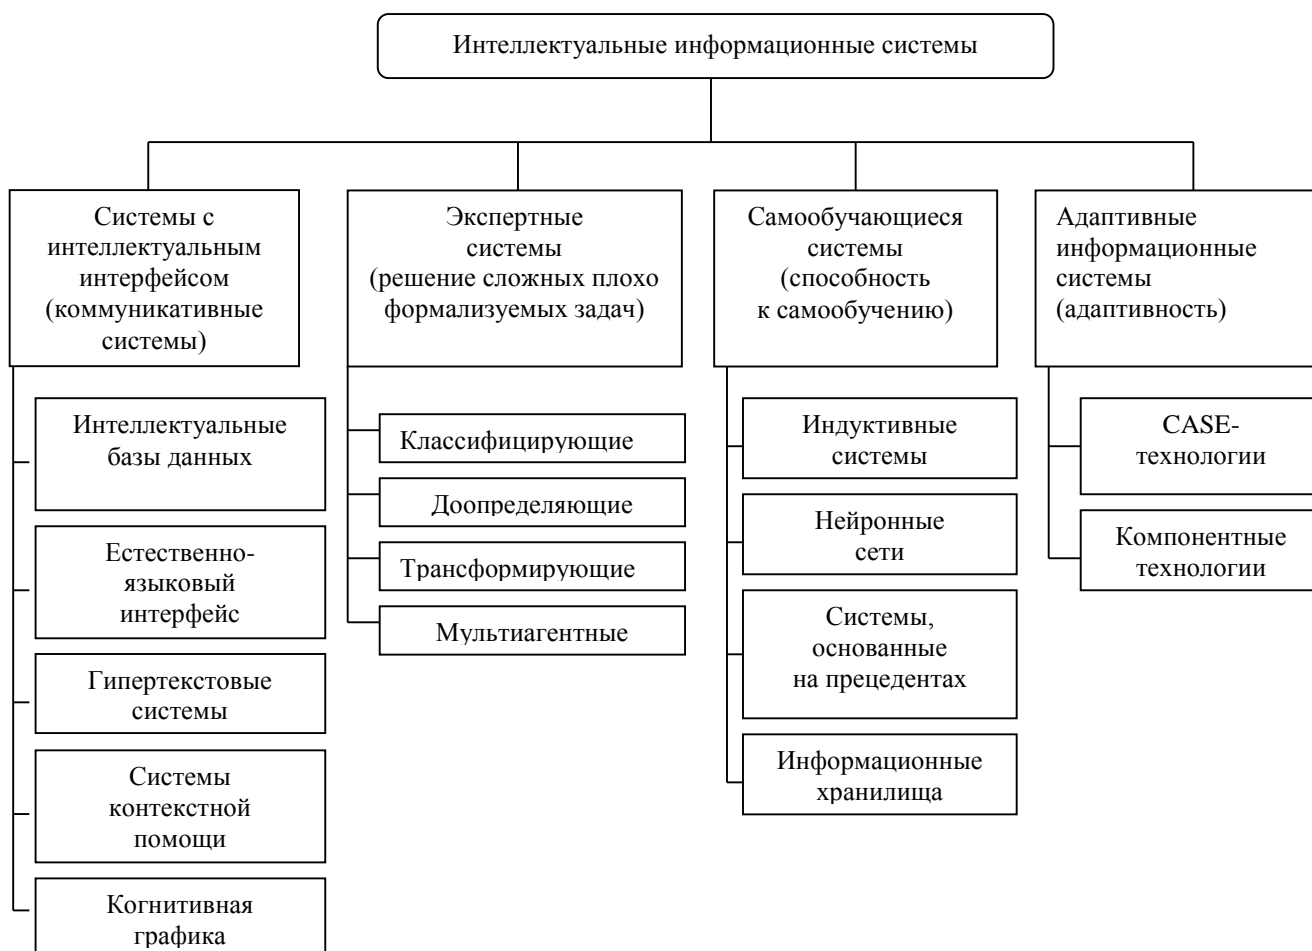 Интеллектуальные информационные системы
Системы с
интеллектуальным
интерфейсом
(коммуникативные
системы)
Экспертные
системы
(решение сложных плохо
формализуемых задач)
Самообучающиеся
системы
(способность
к самообучению)
Адаптивные
информационные
системы
(адаптивность)
Интеллектуальные
базы данных
Естественно-
языковый
интерфейс
Гипертекстовые
системы
Системы
контекстной
помощи
Когнитивная
графика
Классифицирующие
Доопределяющие
Трансформирующие
Мультиагентные
Индуктивные
системы
Нейронные
сети
Системы,
основанные
на прецедентах
Информационные
хранилища
CASE-
технологии
Компонентные
технологии